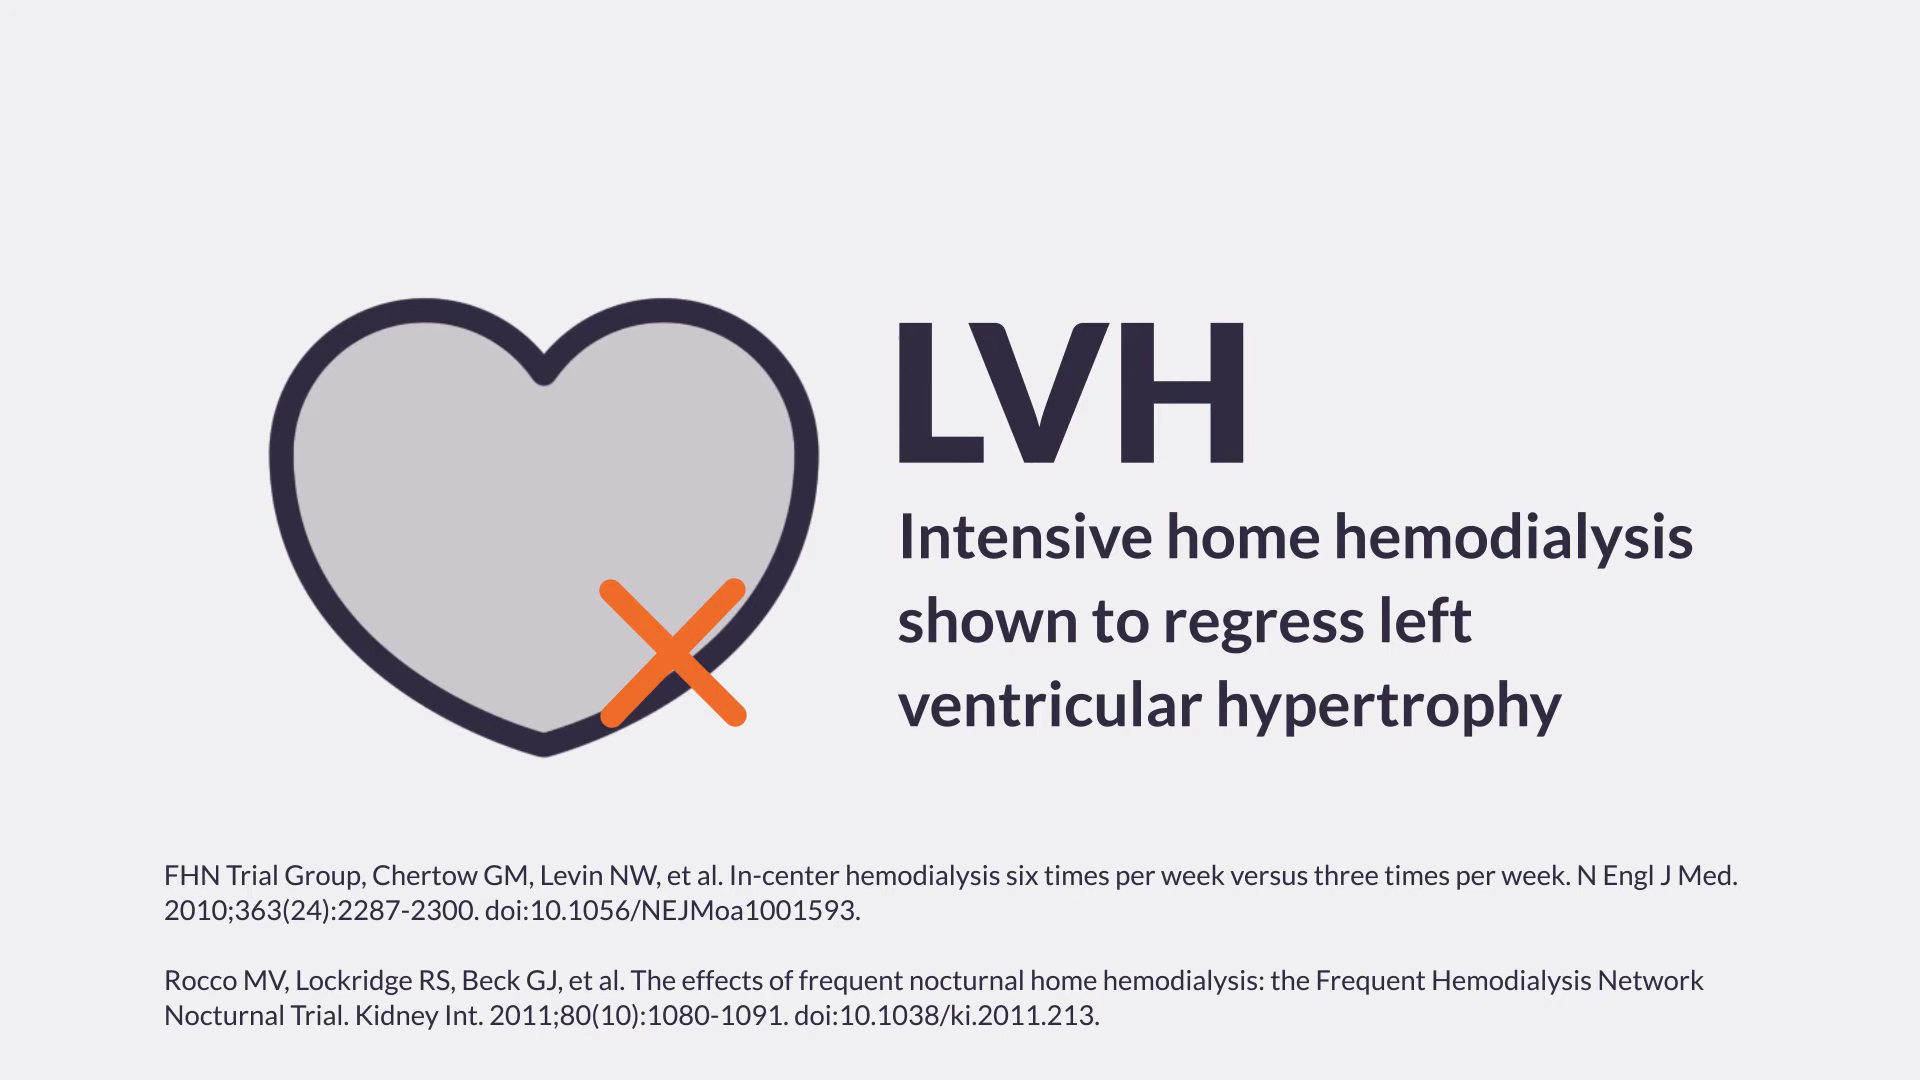 LVH
Intensive home hemodialysis
shown to regress left
ventricular hypertrophy
FHN Trial Group, Chertow GM, Levin NW, et al. In-center hemodialysis six times per week versus three times per week. N Engl J Med.
2010;363(24):2287-2300. doi:10.1056/NEJMoa1001593.
Rocco MV, Lockridge RS, Beck GJ, et al. The effects of frequent nocturnal home hemodialysis: the Frequent Hemodialysis Network
Nocturnal Trial. Kidney Int. 2011;80(10):1080-1091. doi:10.1038/ki.2011.213.